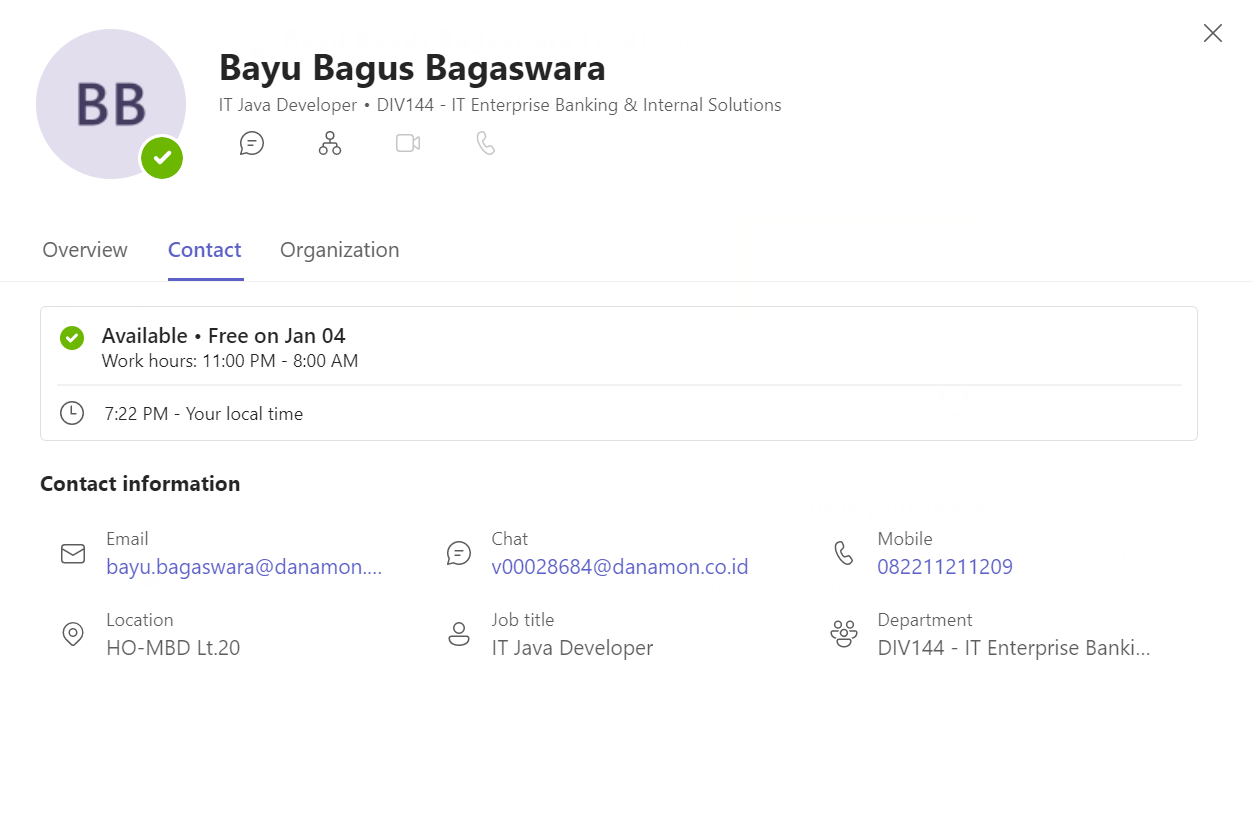 BB
Bayu Bagus Bagaswara
IT Java Developer • DIV144 - IT Enterprise Banking & Internal Solutions
Overview
Contact
Organization
Available • Free on Jan 04
Work hours: 11:00 PM - 8:00 AM
7:22 PM - Your local time
Contact information
Email
bayu.bagaswara@danamon....
Chat
v00028684@danamon.co.id
Mobile
082211211209
Location
HO-MBD Lt.20
Job title
IT Java Developer
Department
DIV144 - IT Enterprise Banki...